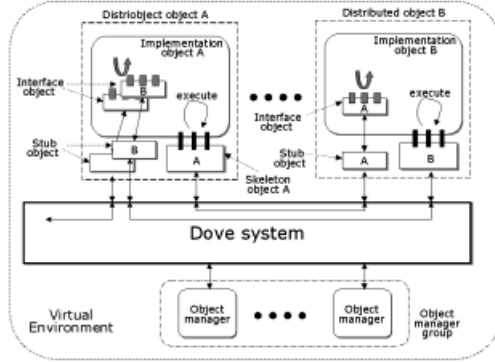 Distriobject object A
Distributed object B
Implementation
object A
Implementation
object B
Interface
object
B
execute
execute
Interface
object
A
Stub
object
B
A
Skeleton
object A
Stub
object
A
B
Dove system
Virtual
Environment
Object
manager
Object
manager
Object
manager
group